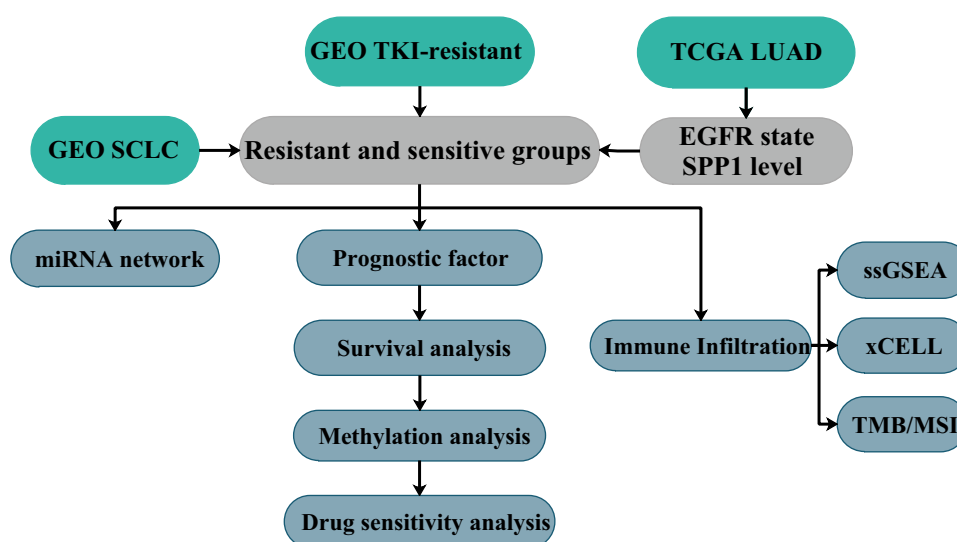 GEO TKI-resistant
TCGA LUAD
GEO SCLC
Resistant and sensitive groups
EGFR state
SPP1 level
miRNA network
Prognostic factor
ssGSEA
Survival analysis
Immune Infiltration
xCELL
Methylation analysis
TMB/MSI
Drug sensitivity analysis